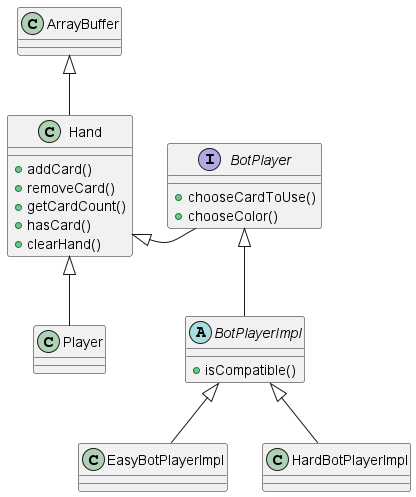 C ArrayBuffer
C Hand
addCard()
removeCard()
getCardCount()
hasCard()
clearHand()
I BotPlayer
chooseCardToUse()
chooseColor()
C Player
A BotPlayerImpl
isCompatible()
C EasyBotPlayerImpl
C HardBotPlayerImpl